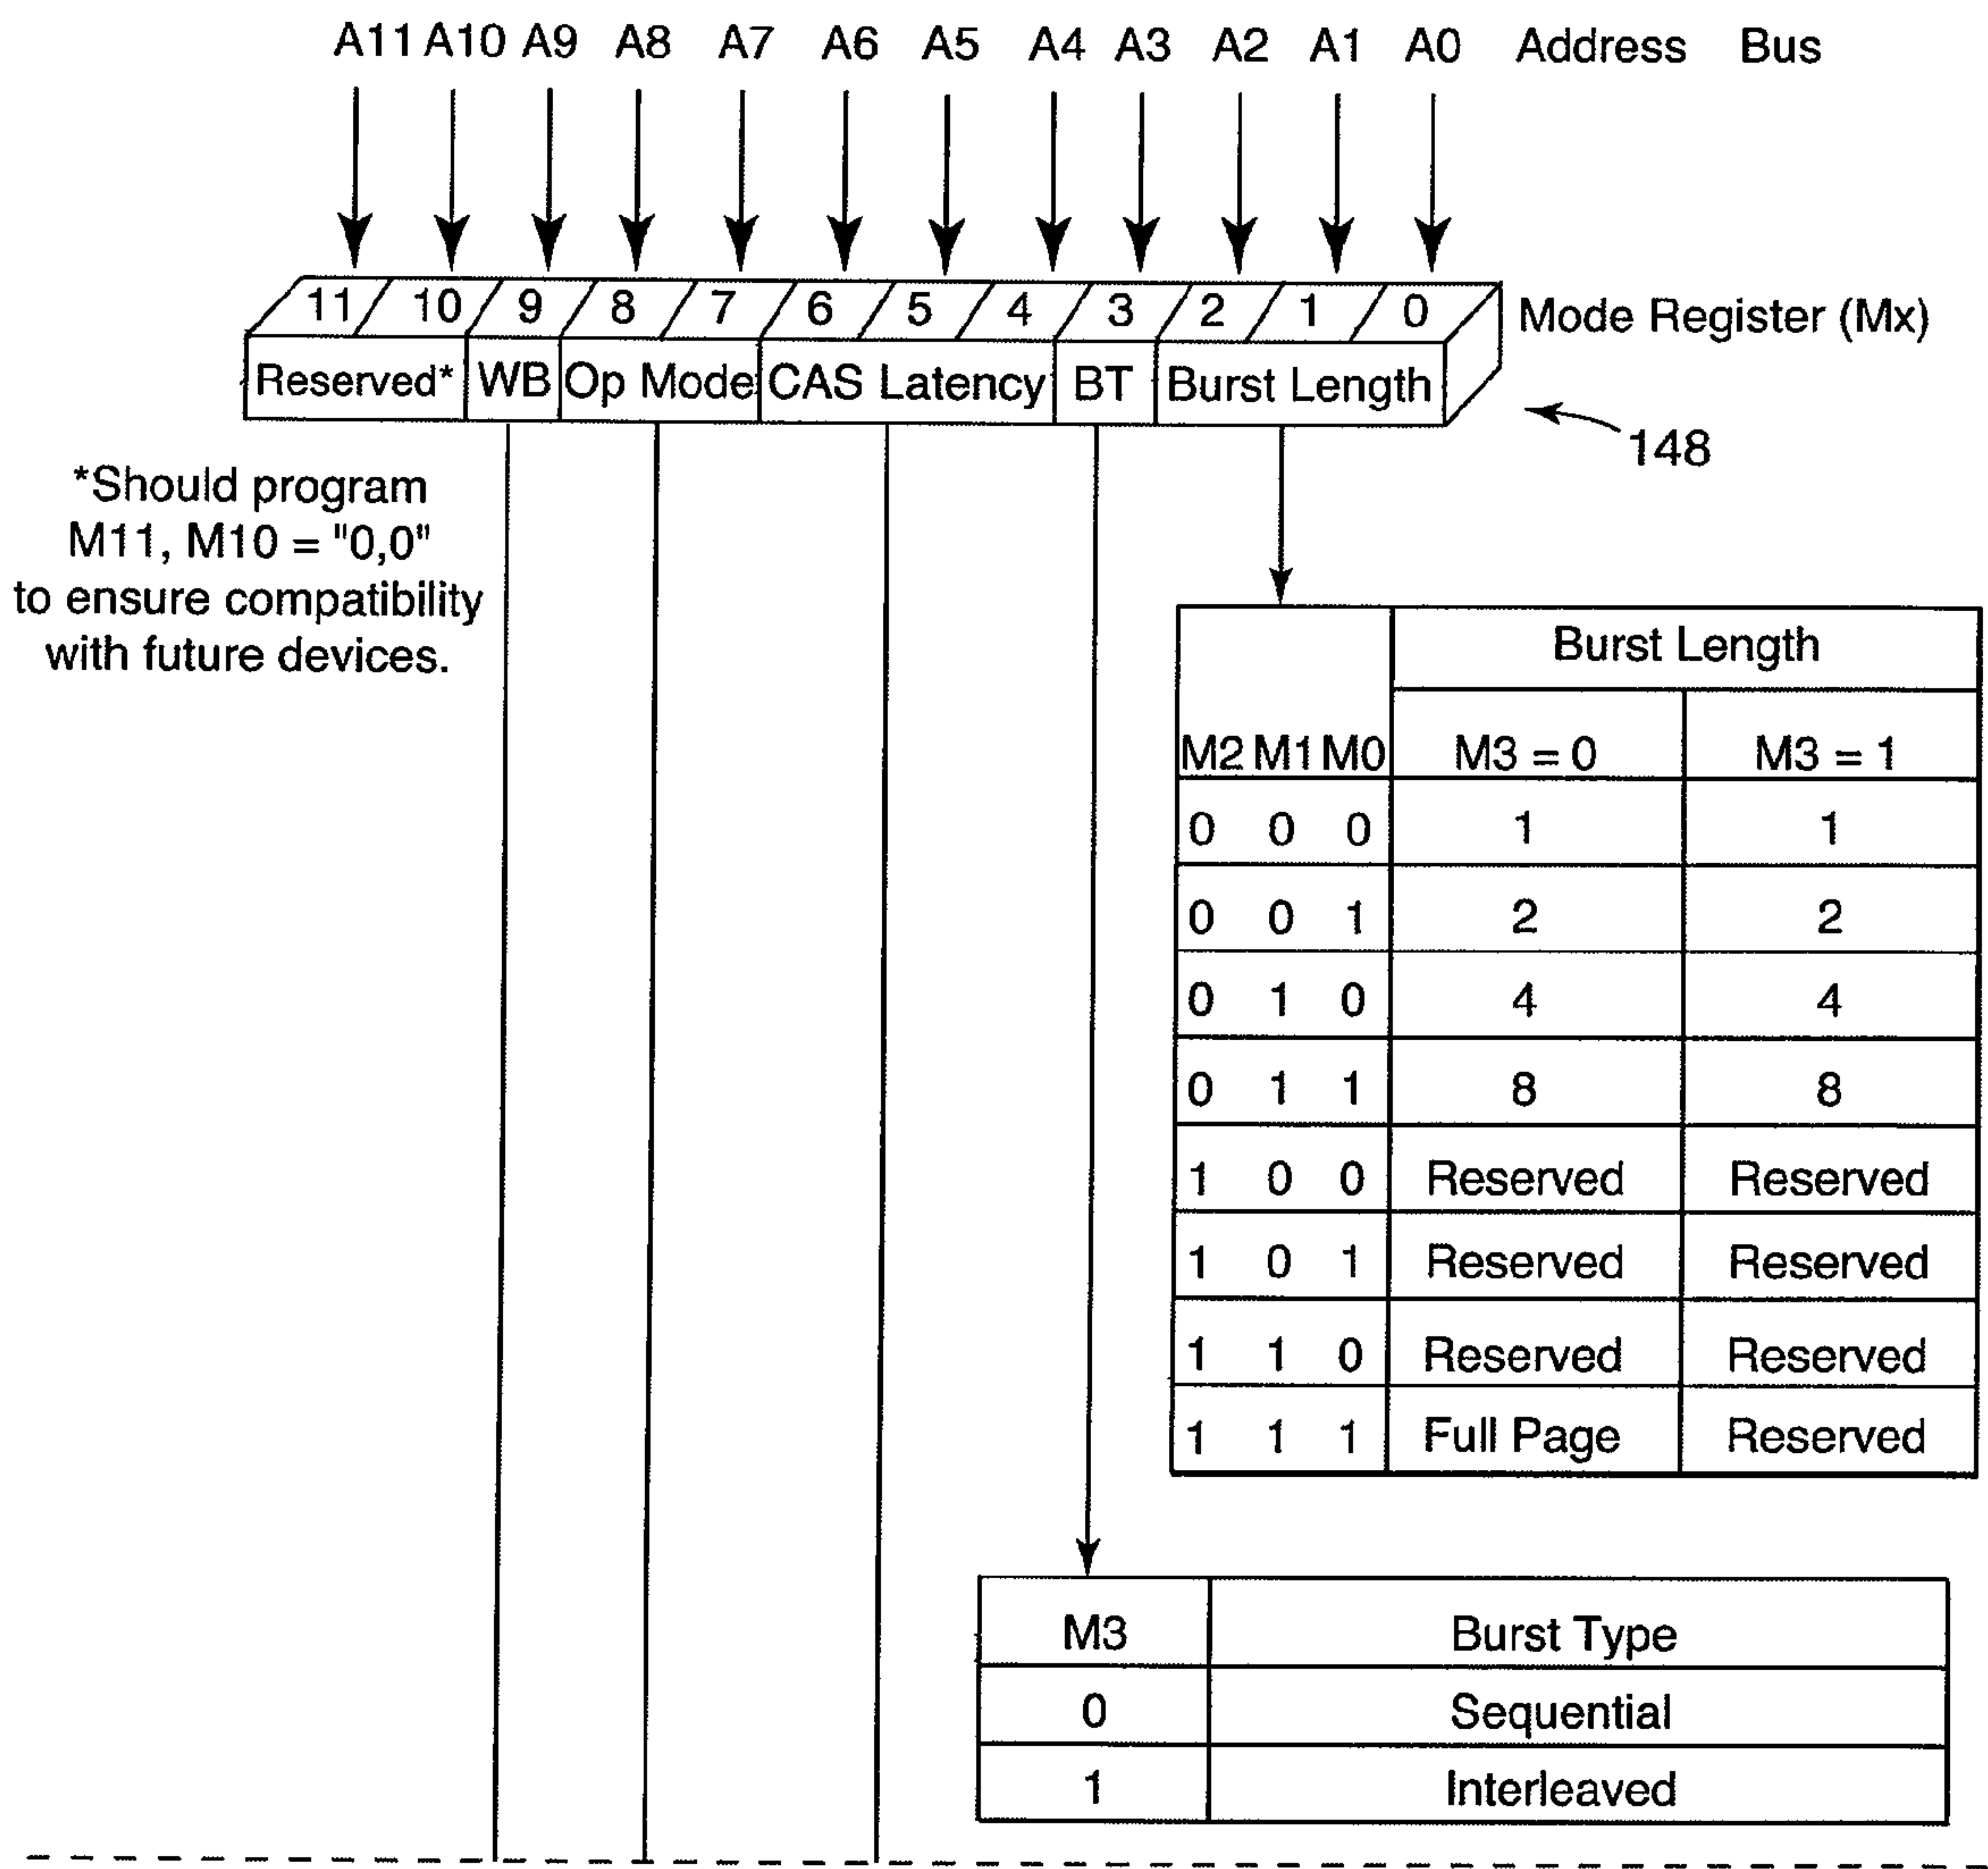 A11 A10 A9 A8 A7 A6 A5 A4 A3 A2 A1 A0 Address Bus
11 10 9 8 7 6 5 4 3 2 1 0 Mode Register (Mx)
Reserved* WB Op Mode CAS Latency BT Burst Length
148
*Should program
M11, M10 = "0,0"
to ensure compatibility
with future devices.
Burst Length
M2 M1 M0 M3 = 0 M3 = 1
0 0 0 1 1
0 0 1 2 2
0 1 0 4 4
0 1 1 8 8
1 0 0 Reserved Reserved
1 0 1 Reserved Reserved
1 1 0 Reserved Reserved
1 1 1 Full Page Reserved
M3 Burst Type
0 Sequential
1 Interleaved